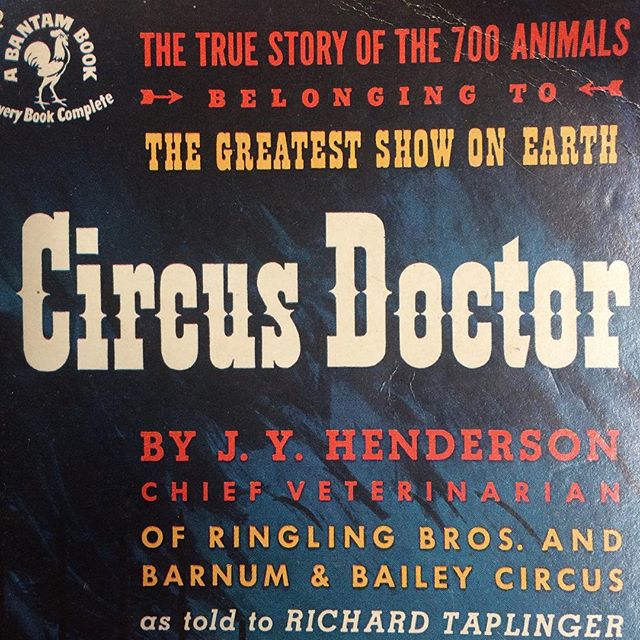 A BANTAM BOOK
Every Book Complete
THE TRUE STORY OF THE 700 ANIMALS
BELONGING TO
THE GREATEST SHOW ON EARTH
Circus Doctor
BY J. Y. HENDERSON
CHIEF VETERINARIAN
OF RINGLING BROS. AND
BARNUM & BAILEY CIRCUS
as told to RICHARD TAPLINGER